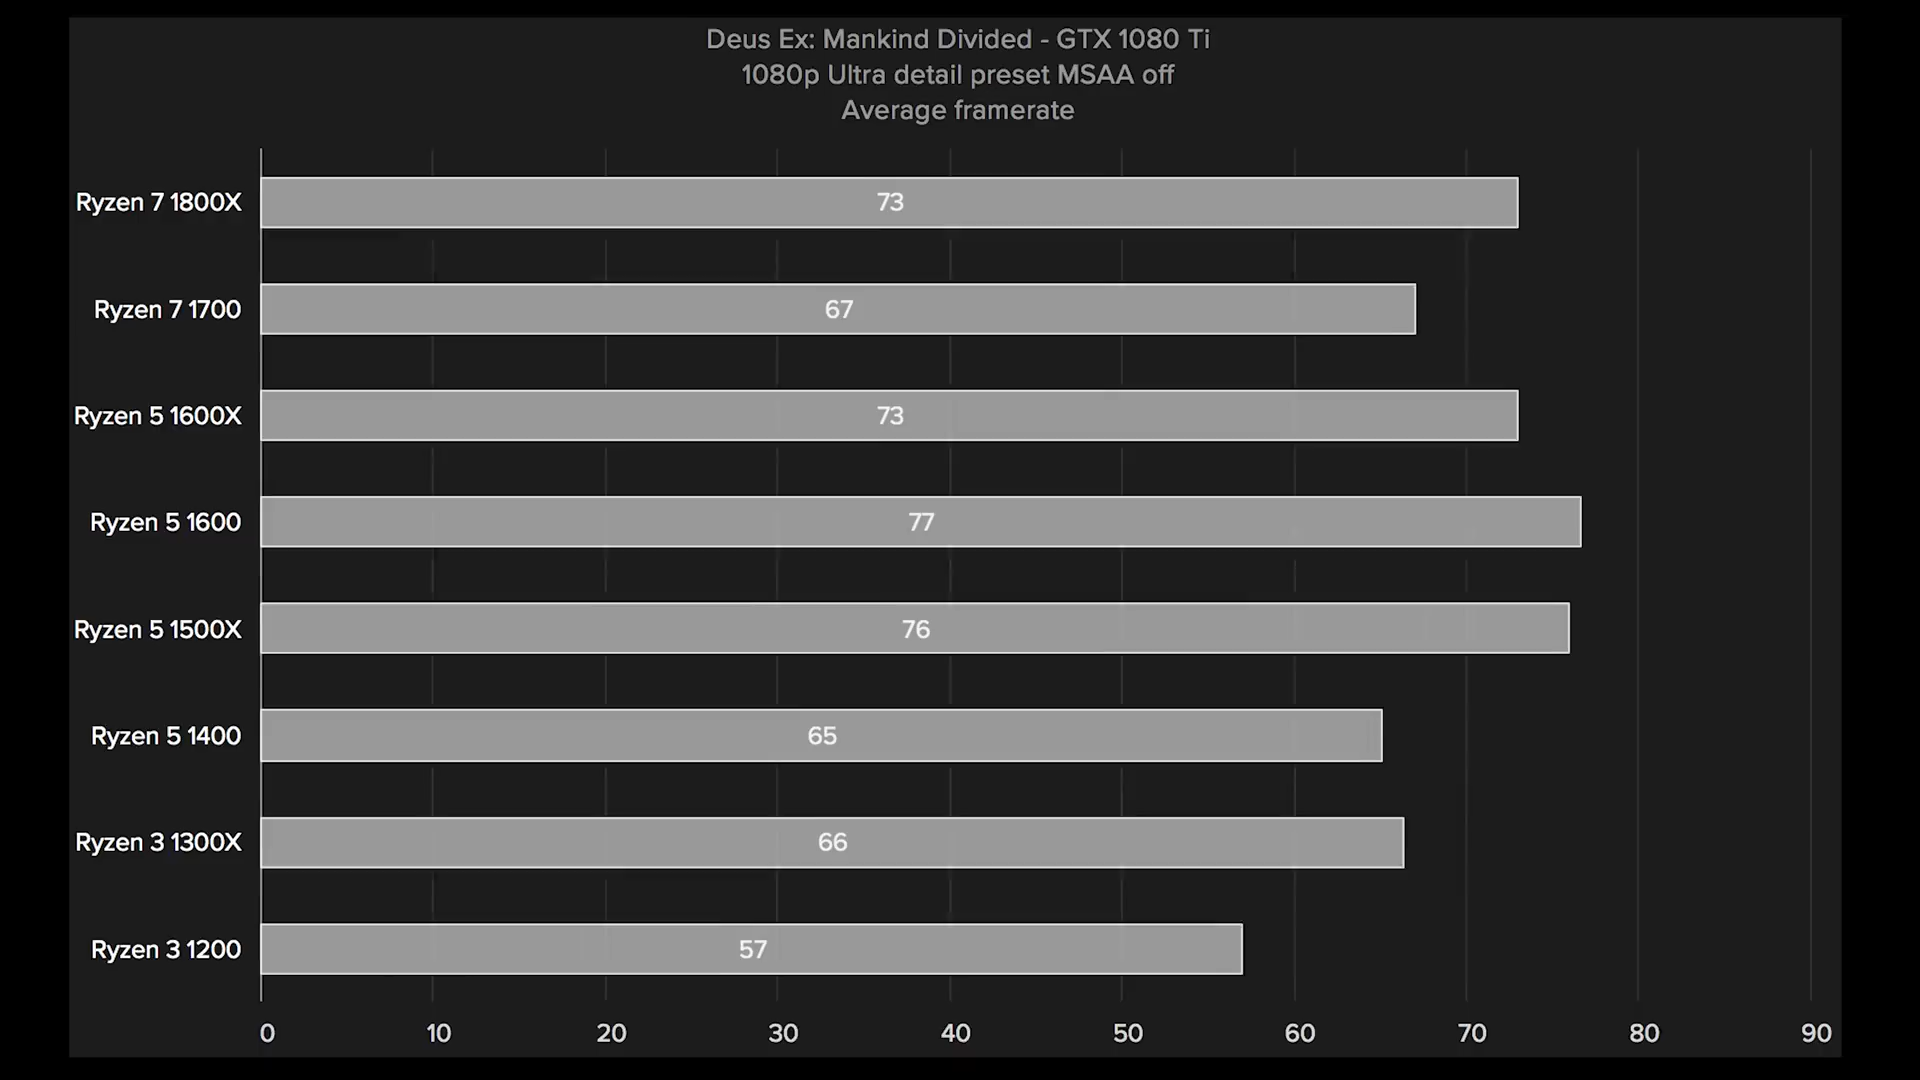 Deus Ex: Mankind Divided - GTX 1080 Ti
1080p Ultra detail preset MSAA off
Average framerate
Ryzen 7 1800X 73
Ryzen 7 1700 67
Ryzen 5 1600X 73
Ryzen 5 1600 77
Ryzen 5 1500X 76
Ryzen 5 1400 65
Ryzen 3 1300X 66
Ryzen 3 1200 57
0 10 20 30 40 50 60 70 80 90